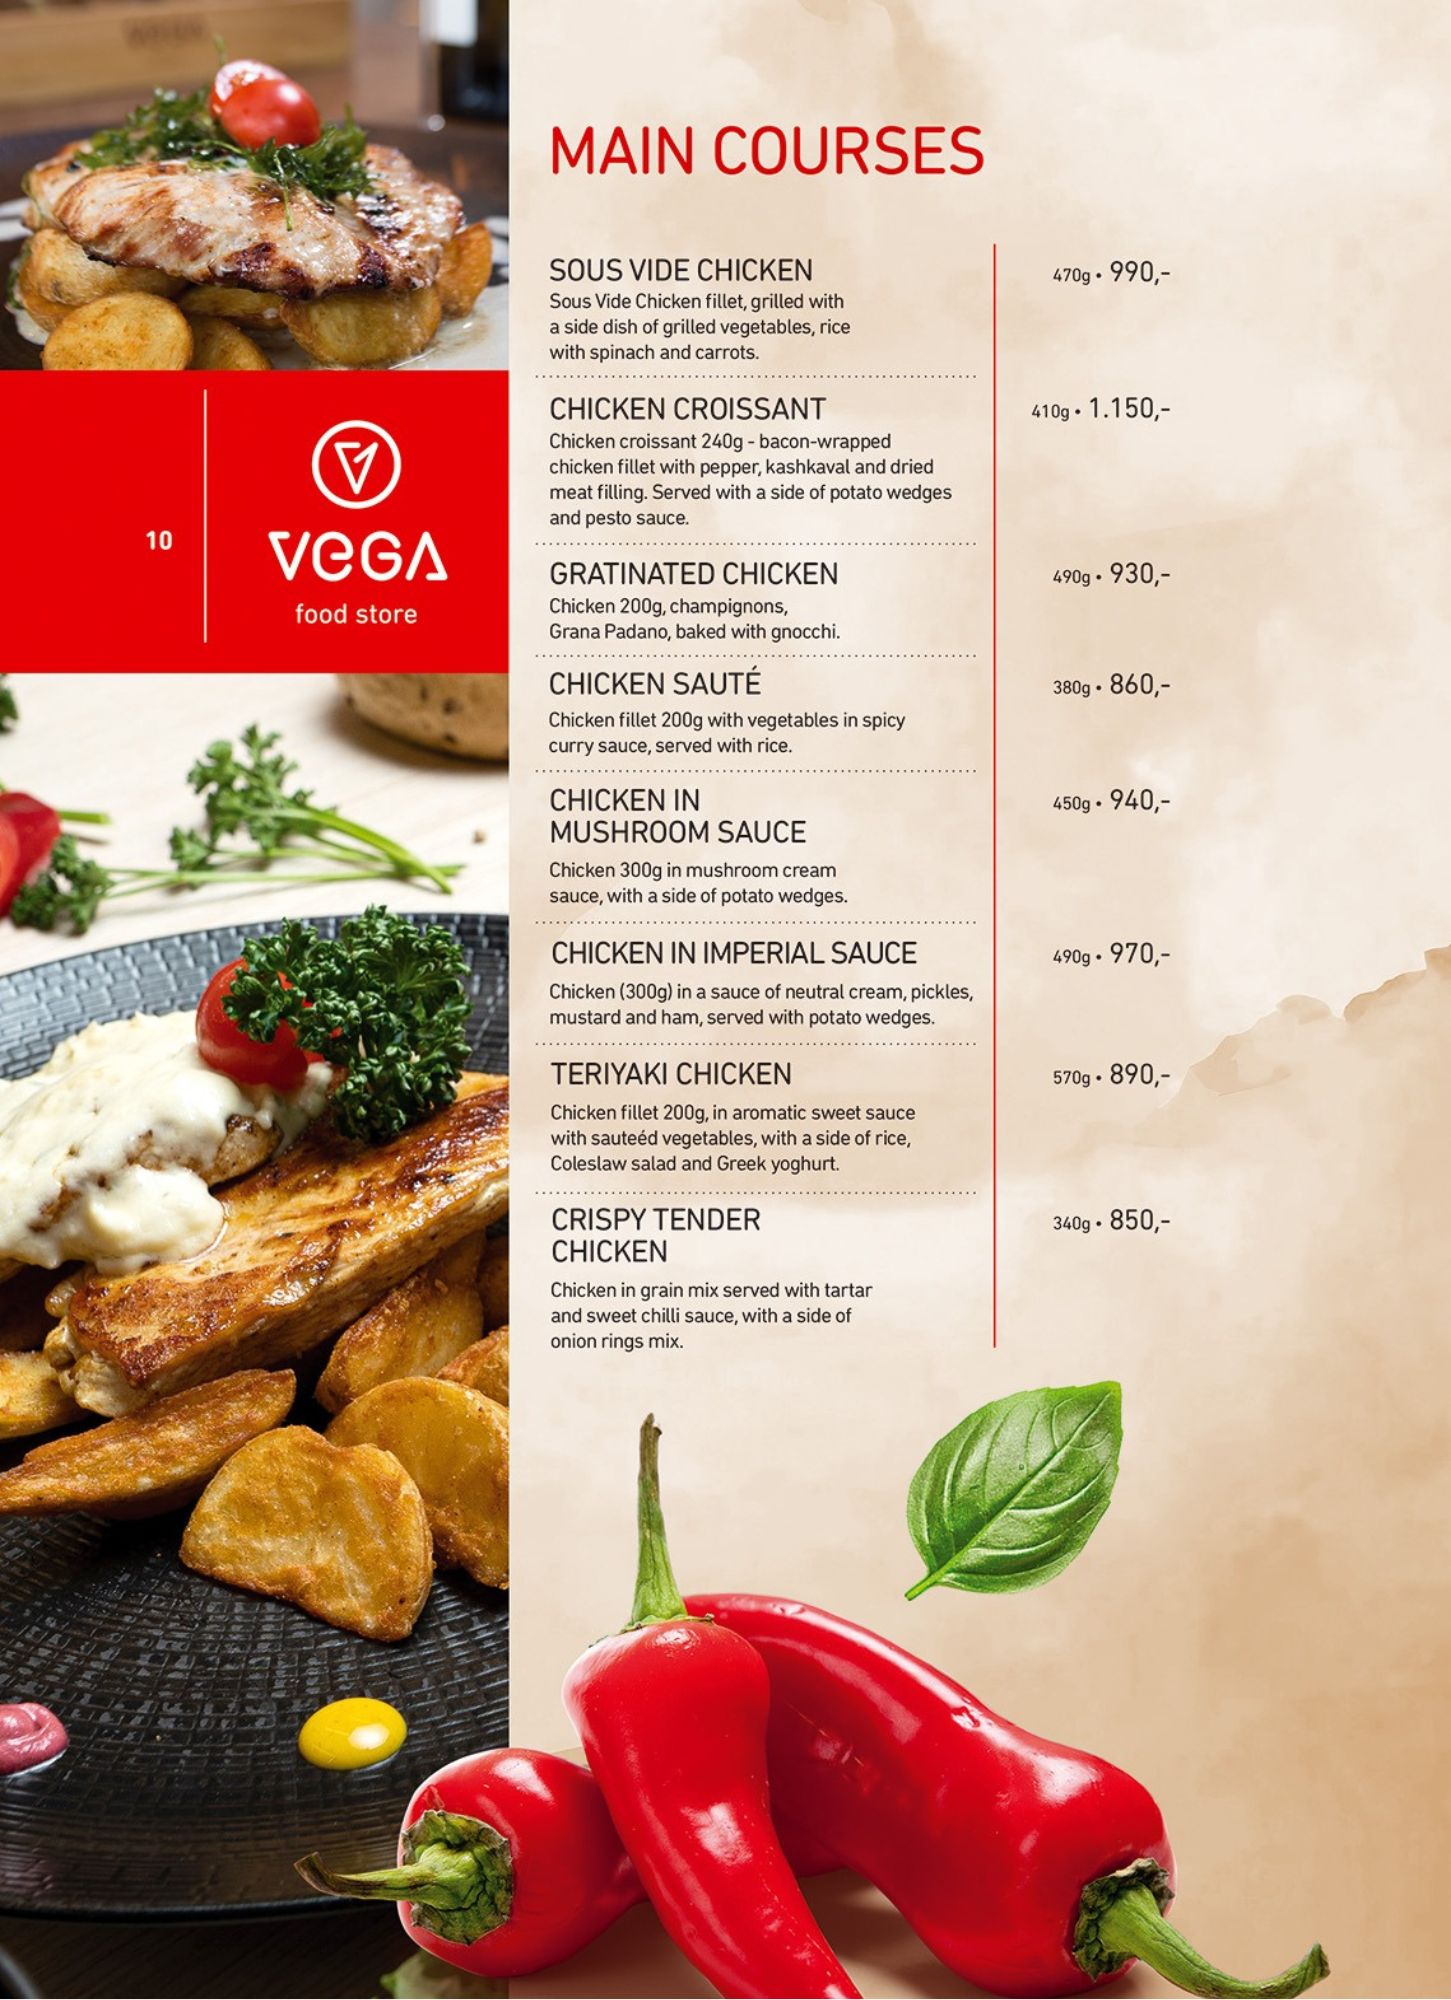 MAIN COURSES
SOUS VIDE CHICKEN
470g • 990,-
Sous Vide Chicken fillet, grilled with
a side dish of grilled vegetables, rice
with spinach and carrots.
CHICKEN CROISSANT
410g • 1.150,-
Chicken croissant 240g - bacon-wrapped
chicken fillet with pepper, kashkaval and dried
meat filling. Served with a side of potato wedges
and pesto sauce.
GRATINATED CHICKEN
490g • 930,-
Chicken 200g, champignons,
Grana Padano, baked with gnocchi.
CHICKEN SAUTÉ
380g • 860,-
Chicken fillet 200g with vegetables in spicy
curry sauce, served with rice.
CHICKEN IN
MUSHROOM SAUCE
450g • 940,-
Chicken 300g in mushroom cream
sauce, with a side of potato wedges.
CHICKEN IN IMPERIAL SAUCE
490g • 970,-
Chicken (300g) in a sauce of neutral cream, pickles,
mustard and ham, served with potato wedges.
TERIYAKI CHICKEN
570g • 890,-
Chicken fillet 200g, in aromatic sweet sauce
with sauteéd vegetables, with a side of rice,
Coleslaw salad and Greek yoghurt.
CRISPY TENDER
CHICKEN
340g • 850,-
Chicken in grain mix served with tartar
and sweet chilli sauce, with a side of
onion rings mix.
10
VEGA
food store